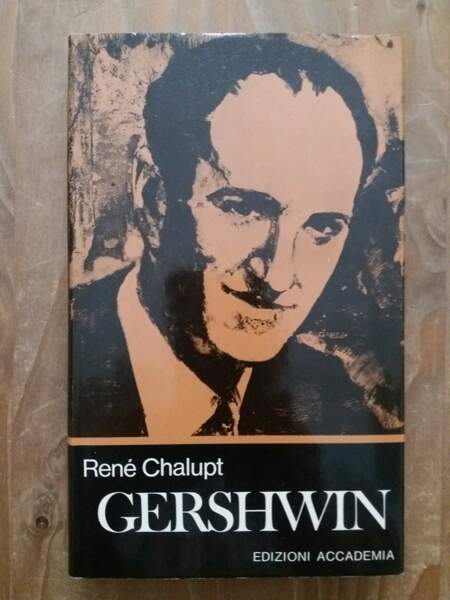 René Chalupt
GERSHWIN
EDIZIONI ACCADEMIA